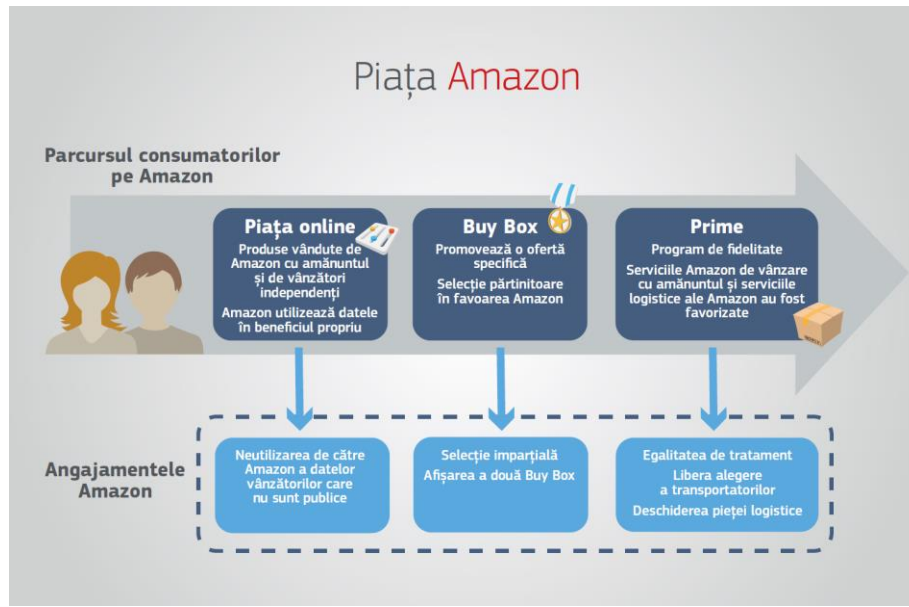 Piața Amazon
Parcursul consumatorilor
pe Amazon
Piața online
Produse vândute de
Amazon cu amănuntul
și de vânzători
independenți
Amazon utilizează datele
în beneficiul propriu
Buy Box
Promovează o ofertă
specifică
Selecție părtinitoare
în favoarea Amazon
Prime
Program de fidelitate
Serviciile Amazon de vânzare
cu amănuntul și serviciile
logistice ale Amazon au fost
favorizate
Angajamentele
Amazon
Neutilizarea de către
Amazon a datelor
vânzătorilor care
nu sunt publice
Selecție imparțială
Afișarea a două Buy Box
Egalitatea de tratament
Libera alegere
a transportatorilor
Deschiderea pieței logistice